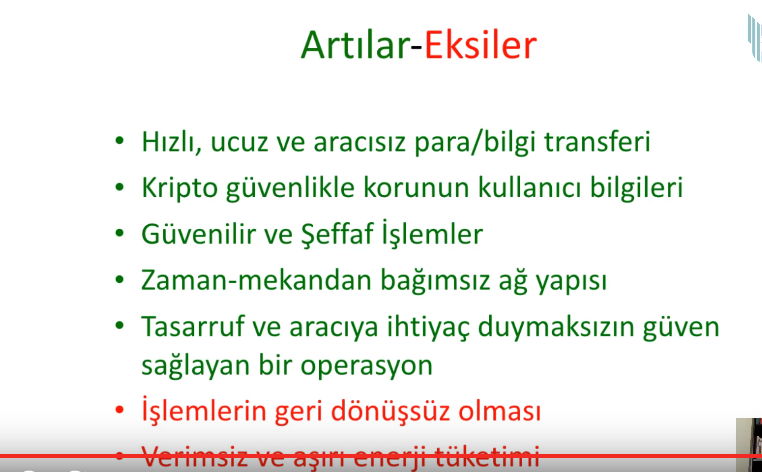 Artılar-Eksiler
• Hızlı, ucuz ve aracısız para/bilgi transferi
• Kripto güvenlikle korunun kullanıcı bilgileri
• Güvenilir ve Şeffaf İşlemler
• Zaman-mekandan bağımsız ağ yapısı
• Tasarruf ve aracıya ihtiyaç duymaksızın güven
sağlayan bir operasyon
• İşlemlerin geri dönüşsüz olması
• Verimsiz ve aşırı enerji tüketimi